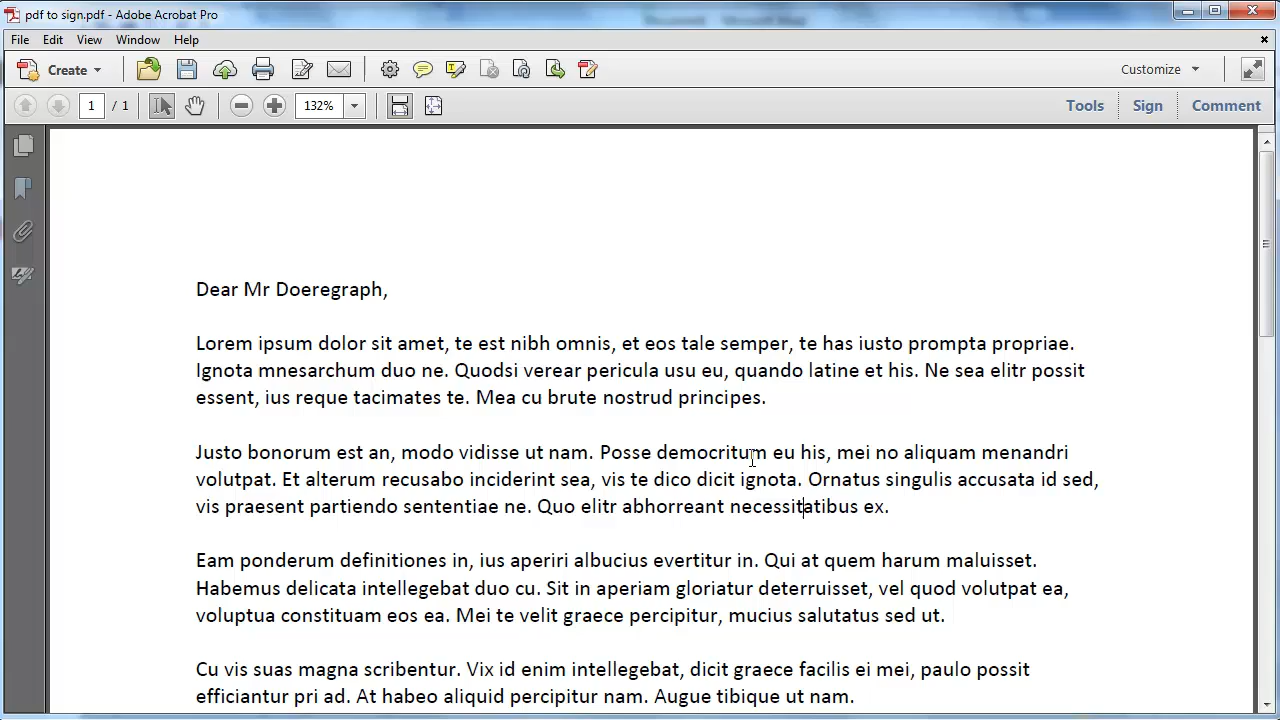 pdf to sign.pdf - Adobe Acrobat Pro
File Edit View Window Help
Create Customize
1 / 1 132% Tools Sign Comment
Dear Mr Doeregraph,
Lorem ipsum dolor sit amet, te est nibh omnis, et eos tale semper, te has iusto prompta propriae.
Ignota mnesarchum duo ne. Quodsi verear pericula usu eu, quando latine et his. Ne sea elitr possit
essent, ius reque tacimates te. Mea cu brute nostrud principes.
Justo bonorum est an, modo vidisse ut nam. Posse democritum eu his, mei no aliquam menandri
volutpat. Et alterum recusabo inciderint sea, vis te dico dicit ignota. Ornatus singulis accusata id sed,
vis praesent partiendo sententiae ne. Quo elitr abhorreant necessitatibus ex.
Eam ponderum definitiones in, ius aperiri albucius evertitur in. Qui at quem harum maluisset.
Habemus delicata intellegebat duo cu. Sit in aperiam gloriatur deterruisset, vel quod volutpat ea,
voluptua constituam eos ea. Mei te velit graece percipitur, mucius salutatus sed ut.
Cu vis suas magna scribentur. Vix id enim intellegebat, dicit graece facilis ei mei, paulo possit
efficiantur pri ad. At habeo aliquid percipitur nam. Augue tibique ut nam.